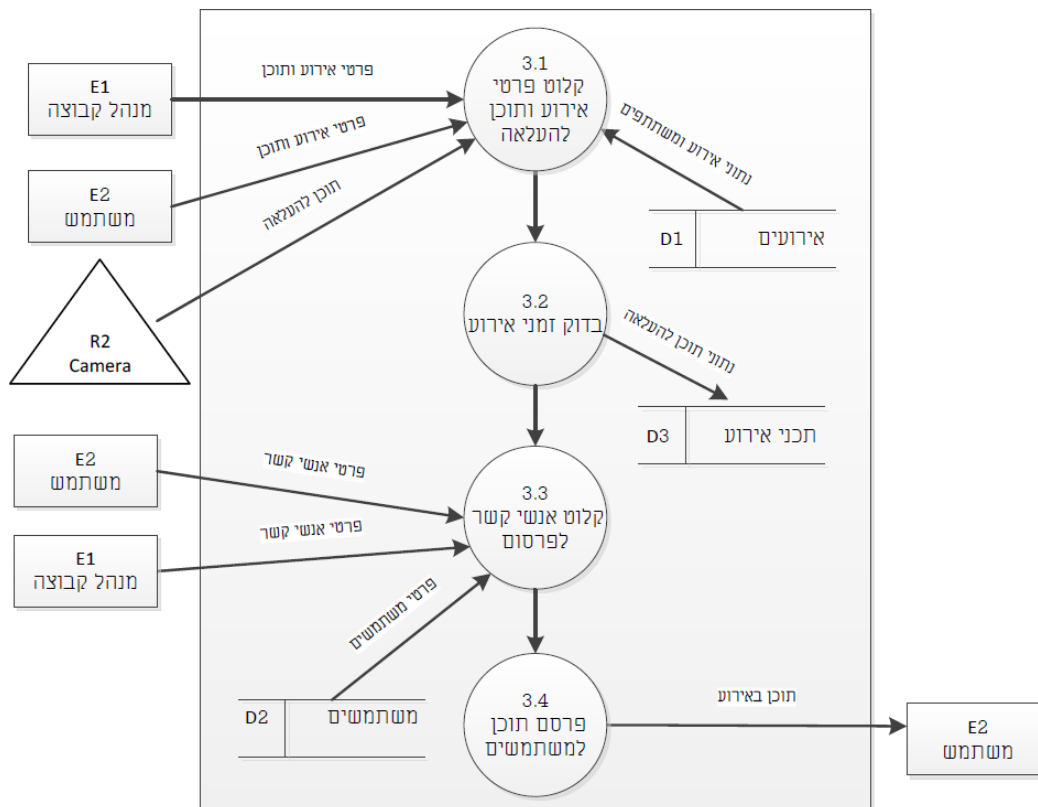 E1
מנהל קבוצה
פרטי אירוע ותוכן
3.1
קלוט פרטי
אירוע ותוכן
להעלאה
E2
משתמש
פרטי אירוע ותוכן
נתוני אירוע ומשתתפים
תוכן להעלאה
D1
אירועים
R2
Camera
3.2
בדוק זמני אירוע
נתוני תוכן להעלאה
D3
תכני אירוע
E2
משתמש
פרטי אנשי קשר
3.3
קלוט אנשי קשר
לפרסום
E1
מנהל קבוצה
פרטי אנשי קשר
פרטי משתמשים
D2
משתמשים
3.4
פרסם תוכן
למשתמשים
תוכן באירוע
E2
משתמש